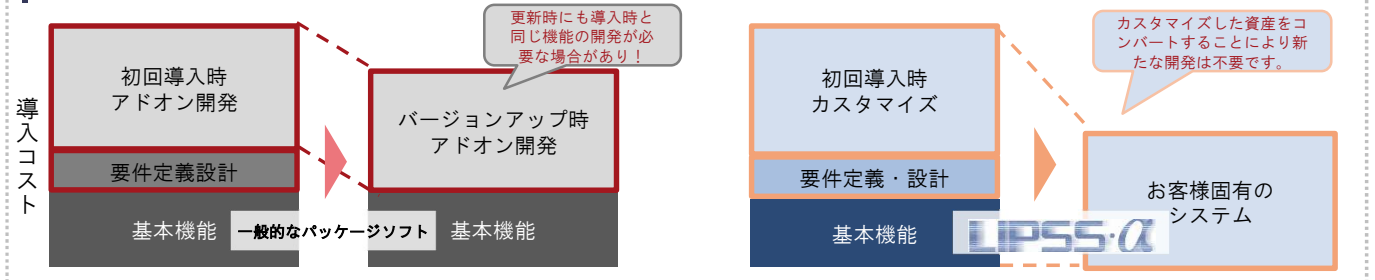 導入コスト
初回導入時
アドオン開発
要件定義設計
基本機能
一般的なパッケージソフト
更新時にも導入時と
同じ機能の開発が必
要な場合があり！
バージョンアップ時
アドオン開発
基本機能
初回導入時
カスタマイズ
要件定義・設計
基本機能
LIPSS・α
カスタマイズした資産をコ
ンバートすることにより新
たな開発は不要です。
お客様固有の
システム